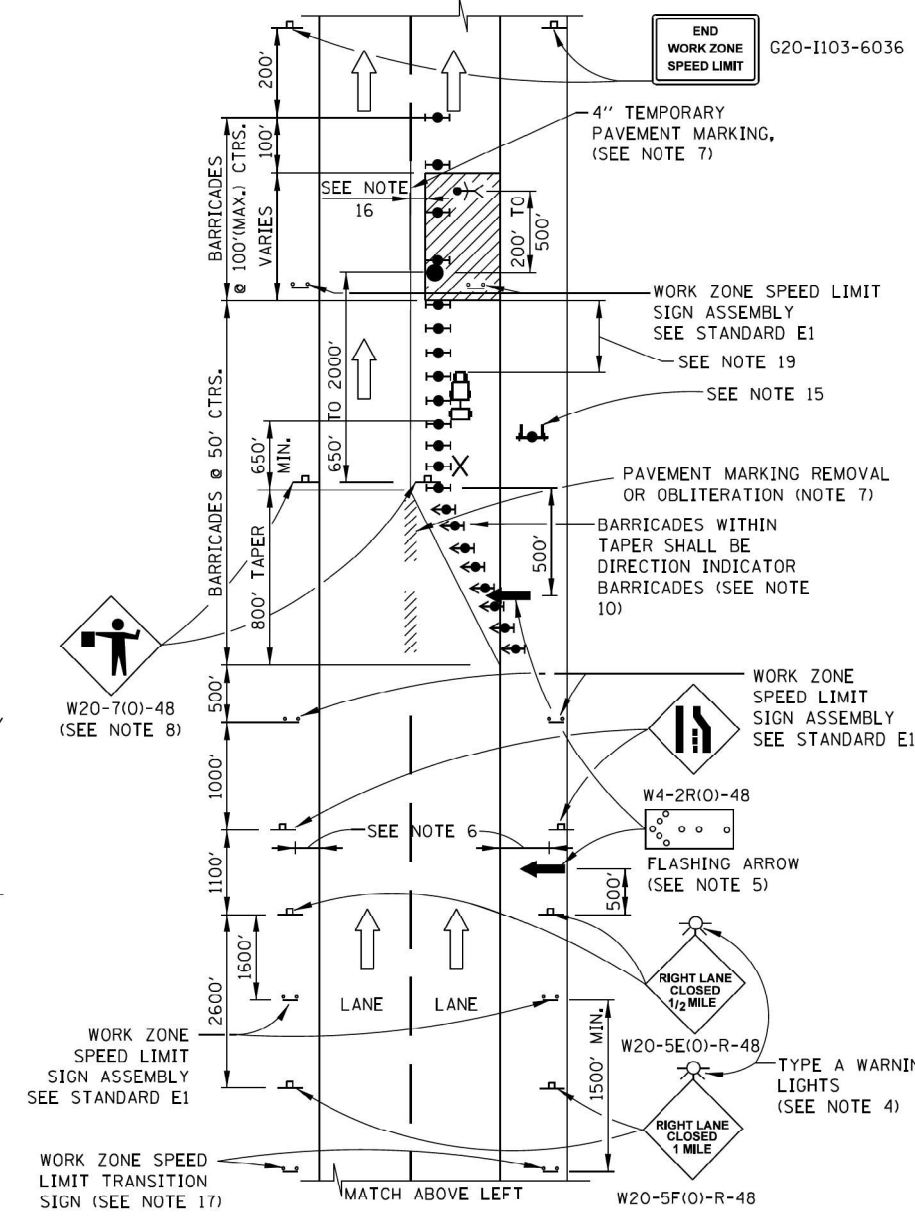 END
WORK ZONE
SPEED LIMIT
G20-I103-6036
200'
4" TEMPORARY
PAVEMENT MARKING,
(SEE NOTE 7)
BARRICADES
@ 100'(MAX.) CTRS.
100'
VARIES
SEE NOTE
16
200' TO
500'
WORK ZONE SPEED LIMIT
SIGN ASSEMBLY
SEE STANDARD E1
SEE NOTE 19
SEE NOTE 15
BARRICADES @ 50' CTRS.
650' TO 2000'
650'
MIN.
PAVEMENT MARKING REMOVAL
OR OBLITERATION (NOTE 7)
BARRICADES WITHIN
TAPER SHALL BE
DIRECTION INDICATOR
BARRICADES (SEE NOTE
10)
500'
800' TAPER
W20-7(O)-48
(SEE NOTE 8)
500'
WORK ZONE
SPEED LIMIT
SIGN ASSEMBLY
SEE STANDARD E1
1000'
W4-2R(O)-48
SEE NOTE 6
FLASHING ARROW
(SEE NOTE 5)
1100'
500'
1600'
2600'
LANE
LANE
RIGHT LANE
CLOSED
1/2 MILE
W20-5E(O)-R-48
WORK ZONE
SPEED LIMIT
SIGN ASSEMBLY
SEE STANDARD E1
1500' MIN.
TYPE A WARNIN
LIGHTS
(SEE NOTE 4)
RIGHT LANE
CLOSED
1 MILE
W20-5F(O)-R-48
WORK ZONE SPEED
LIMIT TRANSITION
SIGN (SEE NOTE 17)
MATCH ABOVE LEFT